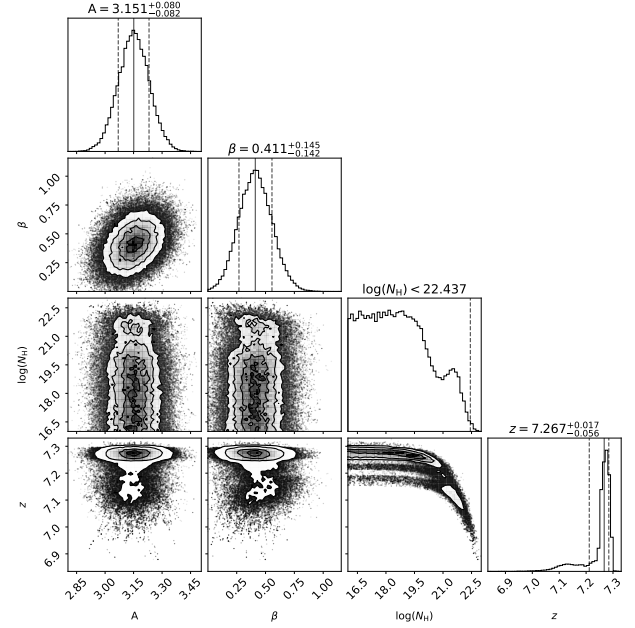 A = 3.151+0.080−0.082
β = 0.411+0.145−0.142
1.00
0.75
0.50
0.25
β
log(NH) < 22.437
22.5
21.0
19.5
18.0
16.5
log(NH)
z = 7.267+0.017−0.056
7.3
7.2
7.1
7.0
6.9
z
2.85 3.00 3.15 3.30 3.45
0.25 0.50 0.75 1.00
16.5 18.0 19.5 21.0 22.5
6.9 7.0 7.1 7.2 7.3
A β log(NH) z